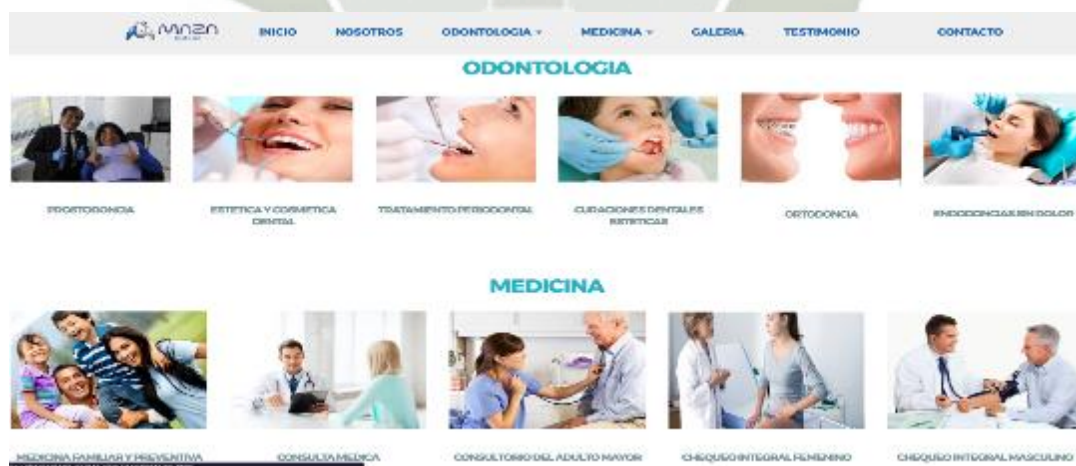 INICIO NOSOTROS ODONTOLOGIA MEDICINA GALERIA TESTIMONIO CONTACTO
ODONTOLOGIA
PROSTODONCIA
ESTETICA Y COSMETICA
DENTAL
TRATAMIENTO PERIODONTAL
CURACIONES DENTALES
ESTETICAS
ORTODONCIA
ENDODONCIAS SIN DOLOR
MEDICINA
MEDICINA FAMILIAR Y PREVENTIVA
CONSULTA MEDICA
CONSULTORIO DEL ADULTO MAYOR
CHEQUEO INTEGRAL FEMENINO
CHEQUEO INTEGRAL MASCULINO